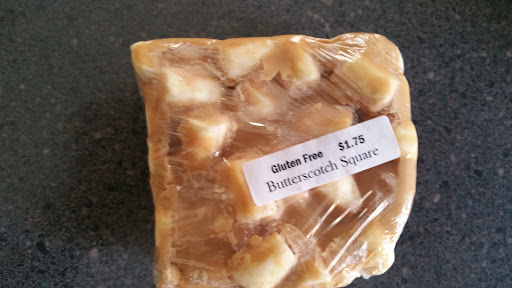 Gluten Free $1.75
Butterscotch Square